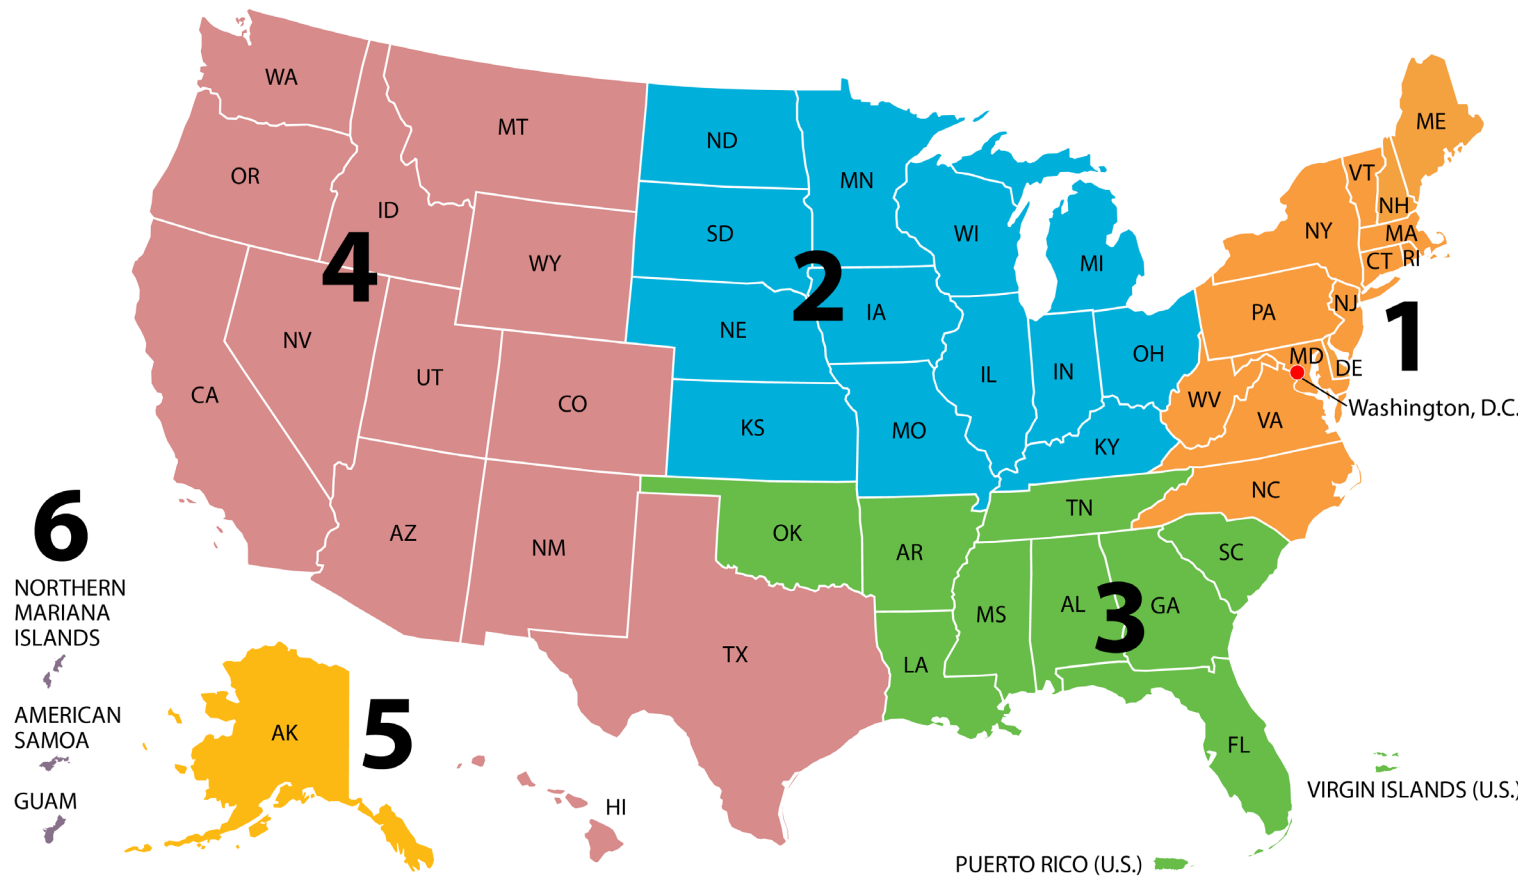 WA
MT
ND
MN
ME
VT
NH
OR
ID
SD
WI
MI
NY
MA
CT
RI
4
WY
2
NE
IA
PA
NJ
1
NV
UT
CO
IL
IN
OH
MD
DE
Washington, D.C.
CA
KS
MO
KY
WV
VA
NC
AZ
NM
OK
AR
TN
SC
MS
AL
3
GA
TX
LA
FL
6
NORTHERN
MARIANA
ISLANDS
AMERICAN
SAMOA
GUAM
AK
5
HI
VIRGIN ISLANDS (U.S.)
PUERTO RICO (U.S.)